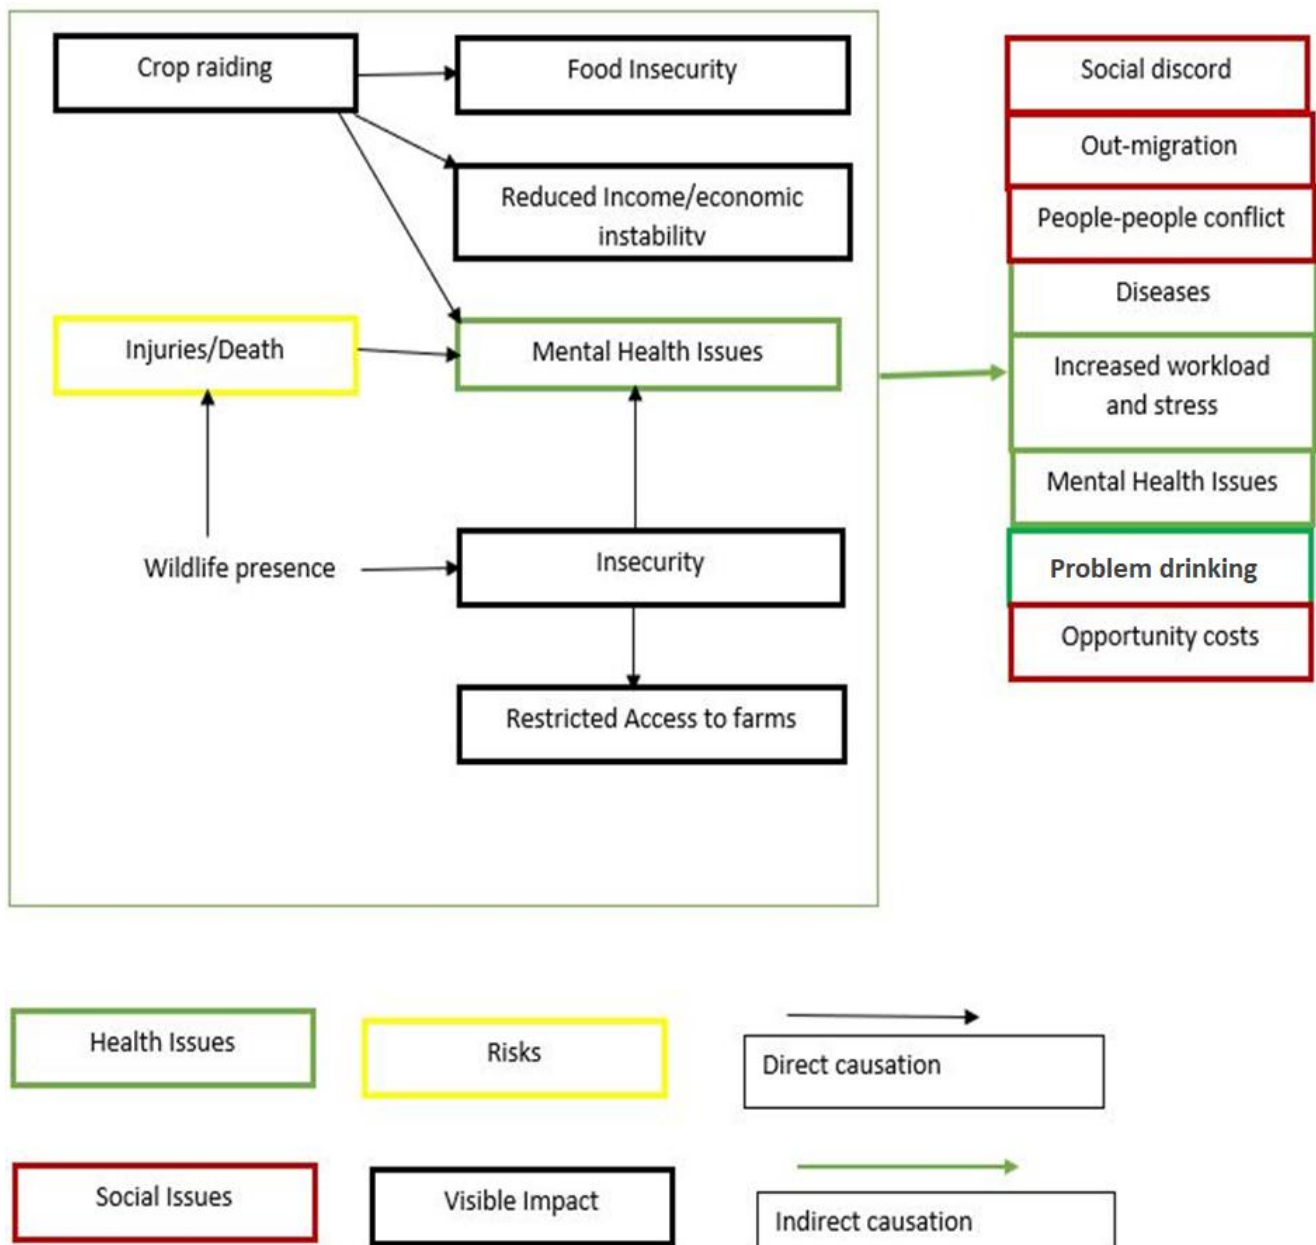 Crop raiding
Food Insecurity
Reduced Income/economic
instability
Injuries/Death
Mental Health Issues
Wildlife presence
Insecurity
Restricted Access to farms
Social discord
Out-migration
People-people conflict
Diseases
Increased workload
and stress
Mental Health Issues
Problem drinking
Opportunity costs
Health Issues
Risks
Direct causation
Social Issues
Visible Impact
Indirect causation